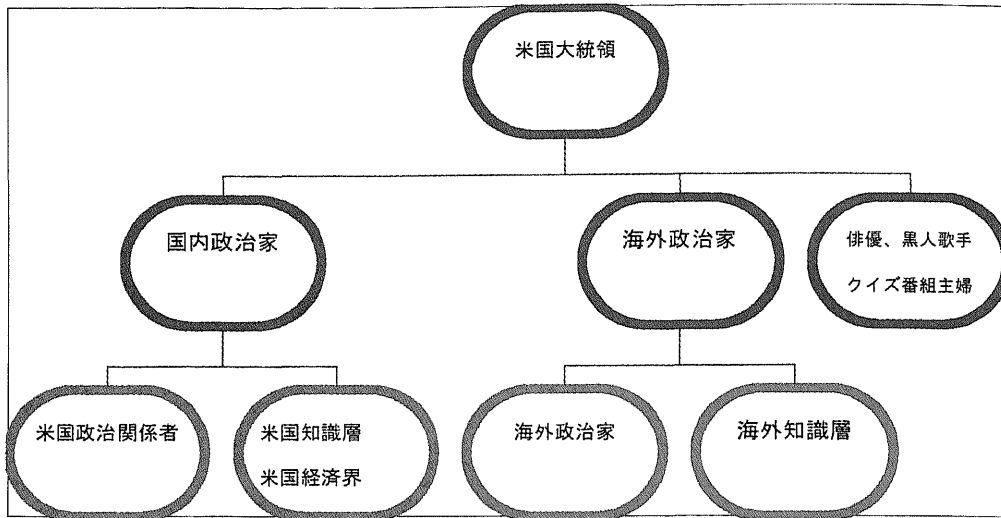 米国大統領
国内政治家
海外政治家
俳優、黒人歌手
クイズ番組主婦
米国政治関係者
米国知識層
米国経済界
海外政治家
海外知識層